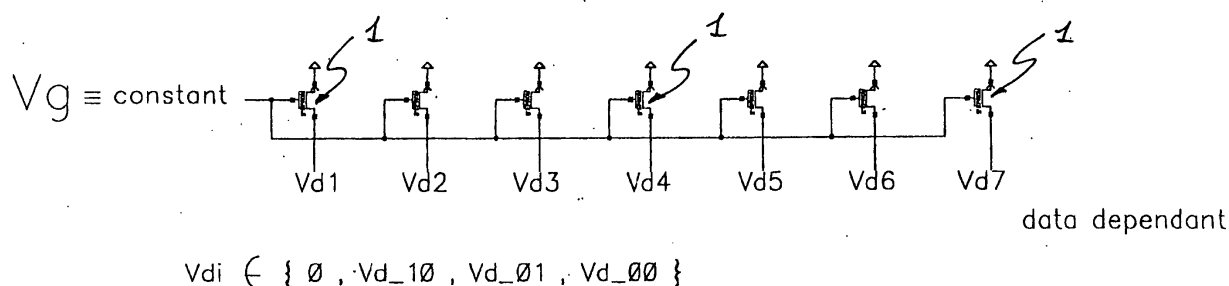 1 1 1
Vg ≡ constant
Vd1 Vd2 Vd3 Vd4 Vd5 Vd6 Vd7
data dependant
Vdi ∈ { Ø , Vd_1Ø , Vd_Ø1 , Vd_ØØ }